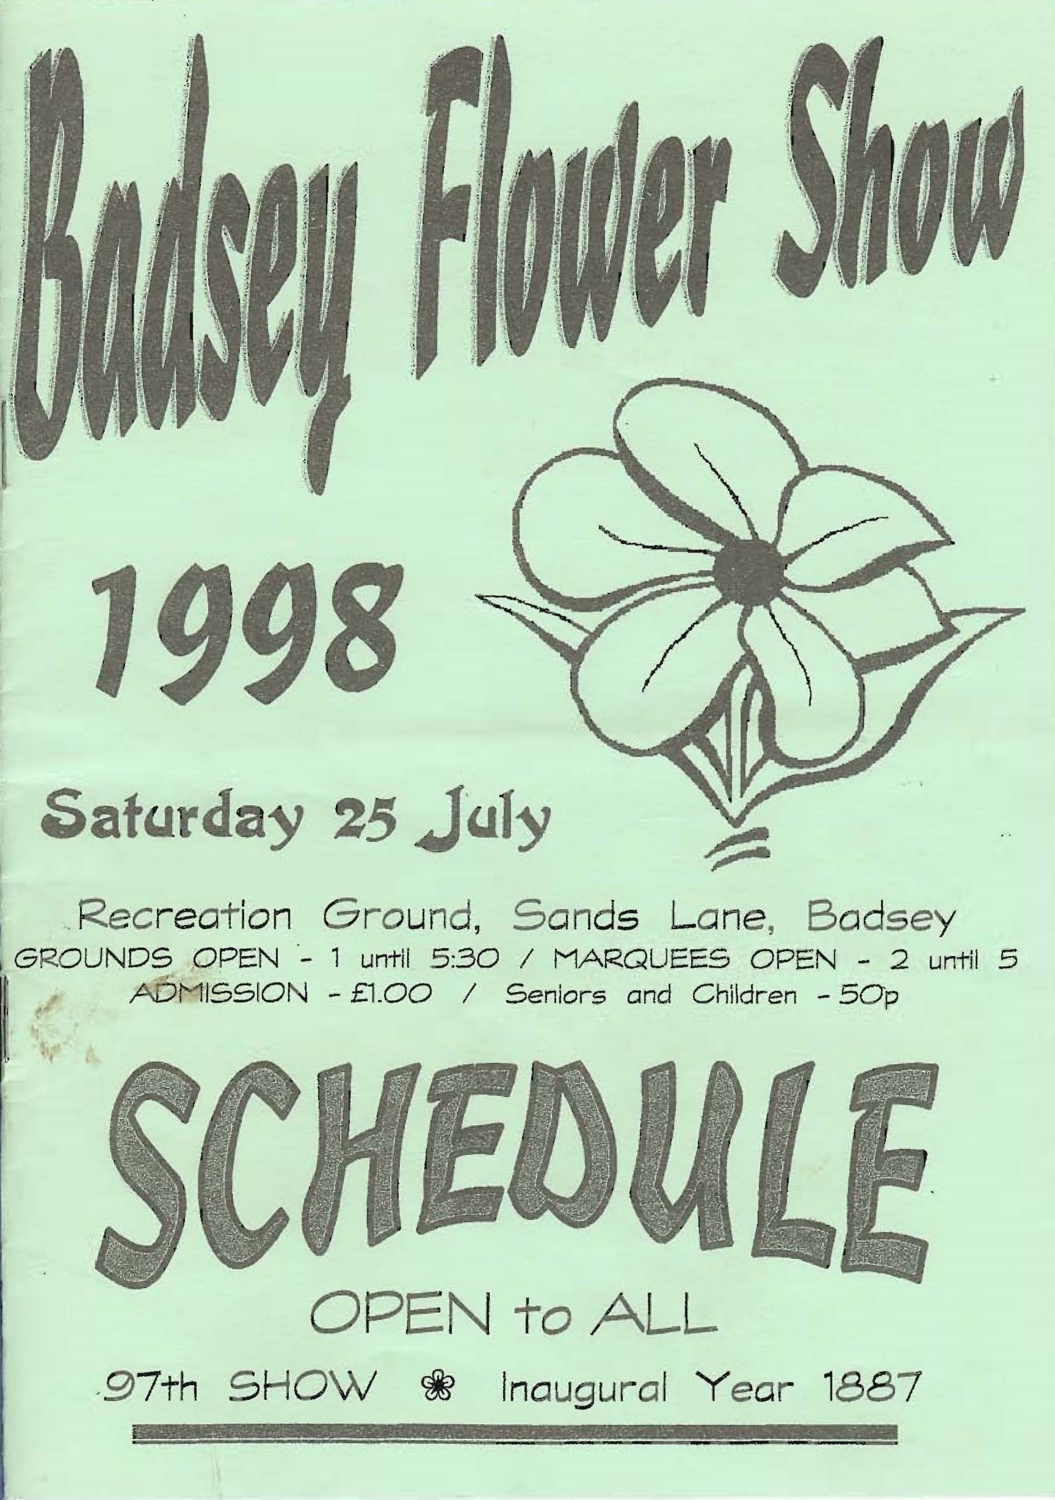 Badsey Flower Show
1998
Saturday 25 July
Recreation Ground, Sands Lane, Badsey
GROUNDS OPEN - 1 until 5:30 / MARQUEES OPEN - 2 until 5
ADMISSION - £1.00 / Seniors and Children - 50p
SCHEDULE
OPEN to ALL
97th SHOW Inaugural Year 1887